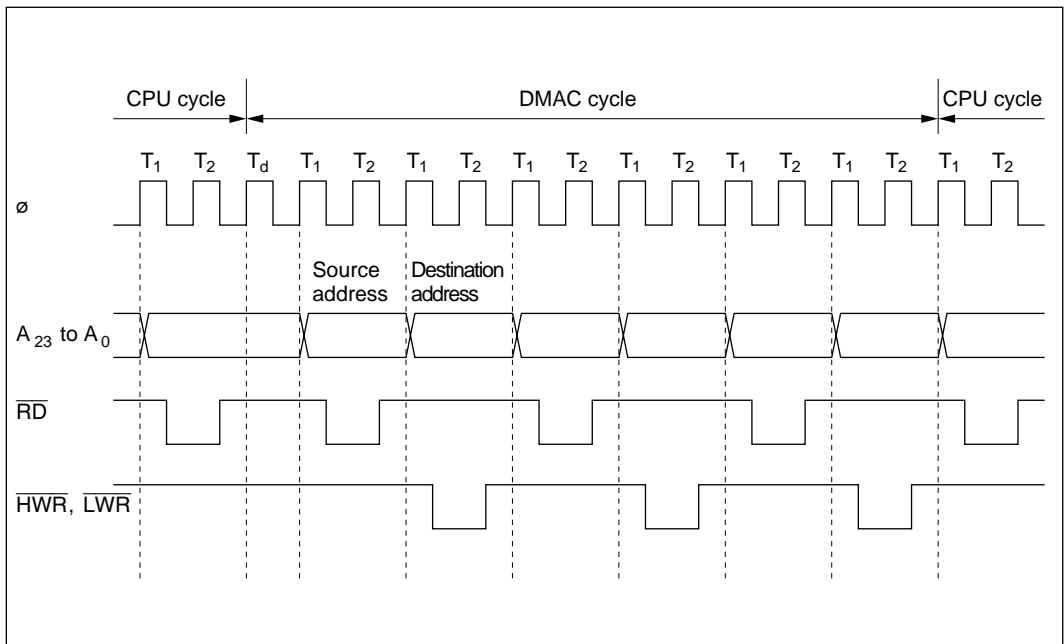 CPU cycle DMAC cycle CPU cycle
T1 T2 Td T1 T2 T1 T2 T1 T2 T1 T2 T1 T2 T1 T2 T1 T2
ø
Source address
Destination address
A23 to A0
RD
HWR, LWR